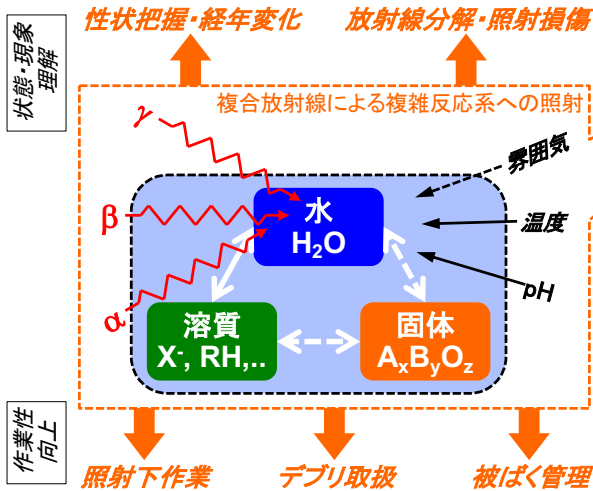 性状把握・経年変化
放射線分解・照射損傷
状態・現象
理解
複合放射線による複雑反応系への照射
γ
雰囲気
β
水
H₂O
温度
pH
α
溶質
X⁻, RH,..
固体
AₓBᵧO𝓏
作業性
向上
照射下作業
デブリ取扱
被ばく管理